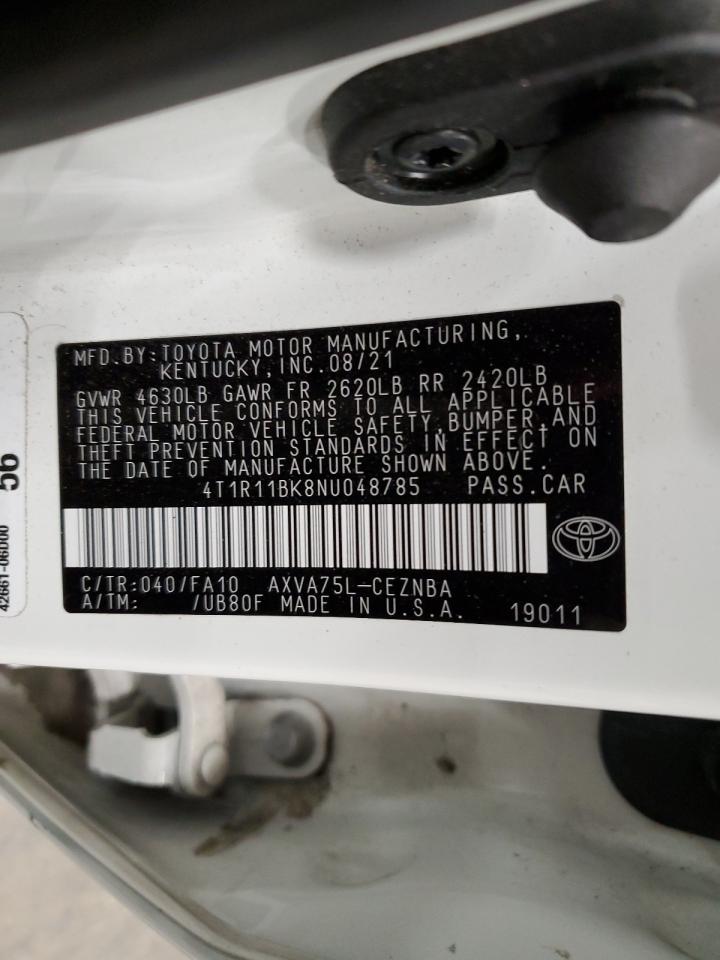 MFD.BY:TOYOTA MOTOR MANUFACTURING,
KENTUCKY,INC.08/21
GVWR 4630LB GAWR FR 2620LB RR 2420LB
THIS VEHICLE CONFORMS TO ALL APPLICABLE
FEDERAL MOTOR VEHICLE SAFETY,BUMPER,AND
THEFT PREVENTION STANDARDS IN EFFECT ON
THE DATE OF MANUFACTURE SHOWN ABOVE.
4T1R11BK8NU048785 PASS.CAR
C/TR:040/FA10 AXVA75L-CEZNBA
A/TM: /UB80F MADE IN U.S.A. 19011
56
42661-06D00